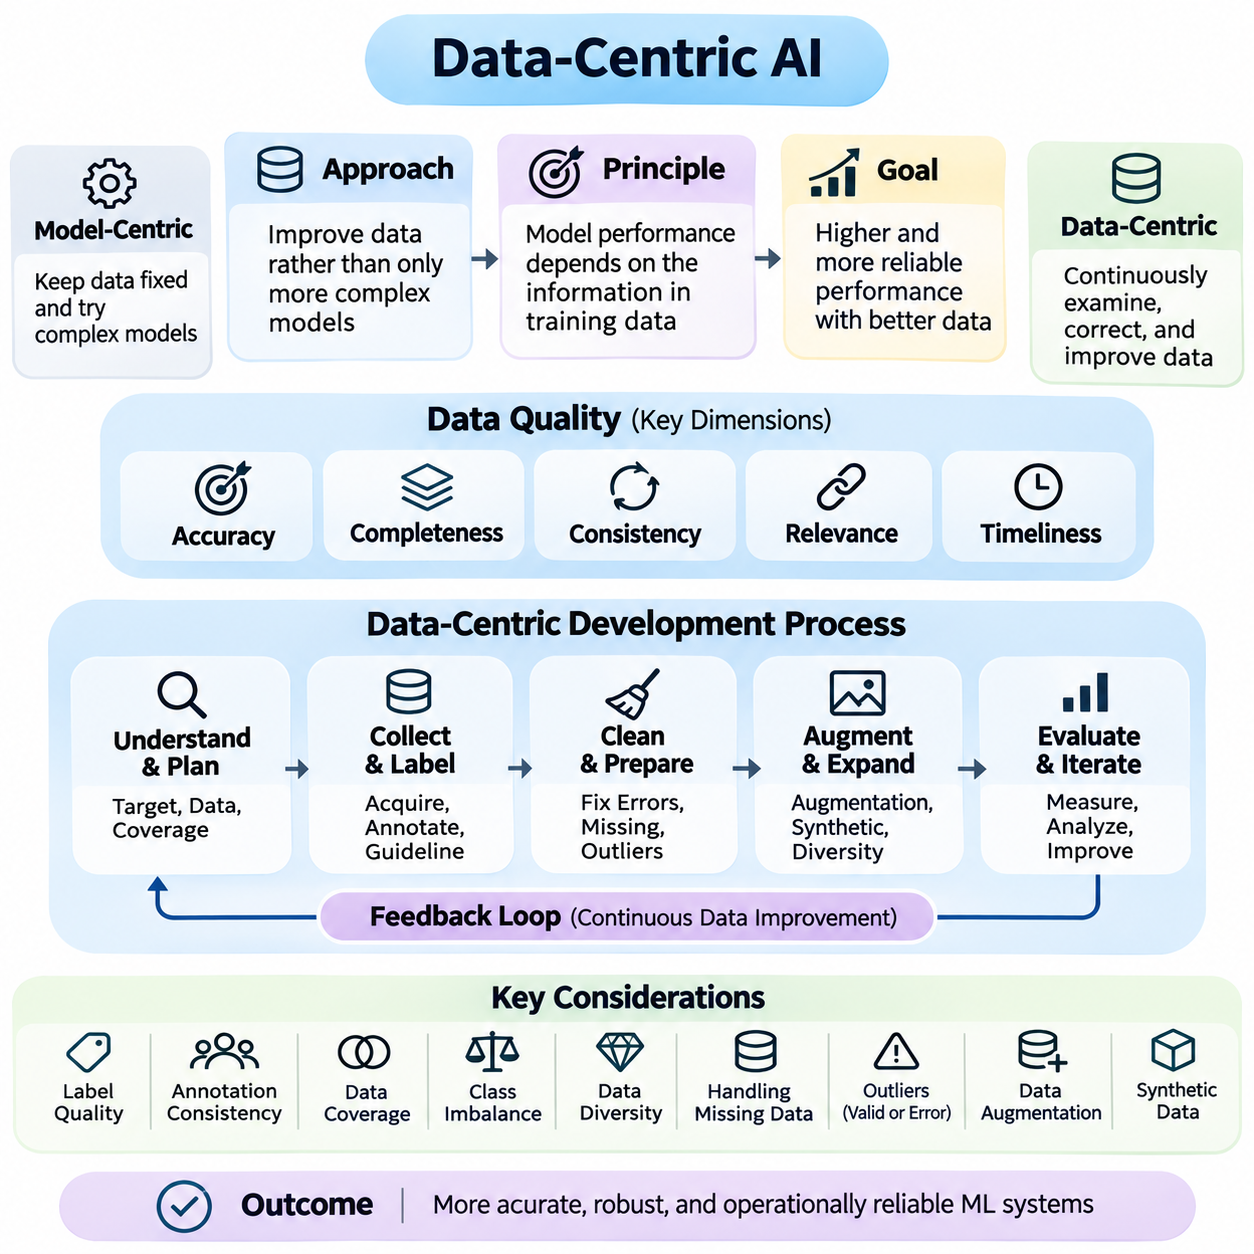 Data-Centric AI
Model-Centric
Keep data fixed
and try
complex models
Approach
Improve data
rather than only
more complex
models
Principle
Model performance
depends on the
information in
training data
Goal
Higher and
more reliable
performance
with better data
Data-Centric
Continuously
examine,
correct, and
improve data
Data Quality (Key Dimensions)
Accuracy
Completeness
Consistency
Relevance
Timeliness
Data-Centric Development Process
Understand
& Plan
Target, Data,
Coverage
Collect
& Label
Acquire,
Annotate,
Guideline
Clean
& Prepare
Fix Errors,
Missing,
Outliers
Augment
& Expand
Augmentation,
Synthetic,
Diversity
Evaluate
& Iterate
Measure,
Analyze,
Improve
Feedback Loop (Continuous Data Improvement)
Key Considerations
Label
Quality
Annotation
Consistency
Data
Coverage
Class
Imbalance
Data
Diversity
Handling
Missing Data
Outliers
(Valid or Error)
Data
Augmentation
Synthetic
Data
Outcome | More acurate, robust, and operationally reliable ML systems